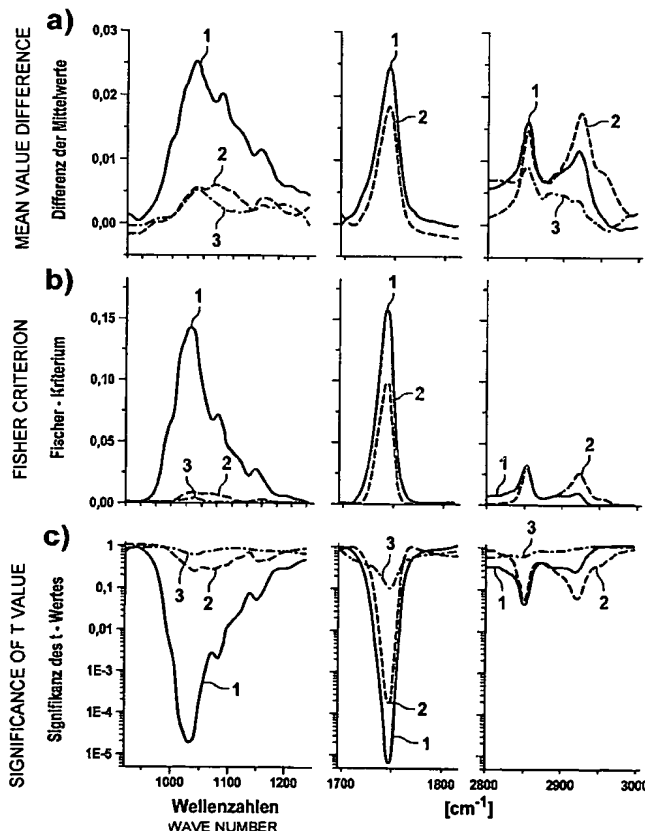 a)
MEAN VALUE DIFFERENCE
Differenz der Mittelwerte
0,03
0,02
0,01
0,00
1
2
3
1
2
1
2
3
b)
FISHER CRITERION
Fischer - Kriterium
0,15
0,10
0,05
0,00
1
3
2
1
2
1
2
c)
SIGNIFICANCE OF T VALUE
Signifikanz des t - Wertes
1
0,1
0,01
1E-3
1E-4
1E-5
3
2
1
3
2
1
3
1
2
1000 1100 1200
1700 1800
2800 2900 3000
Wellenzahlen
[cm-1]
WAVE NUMBER